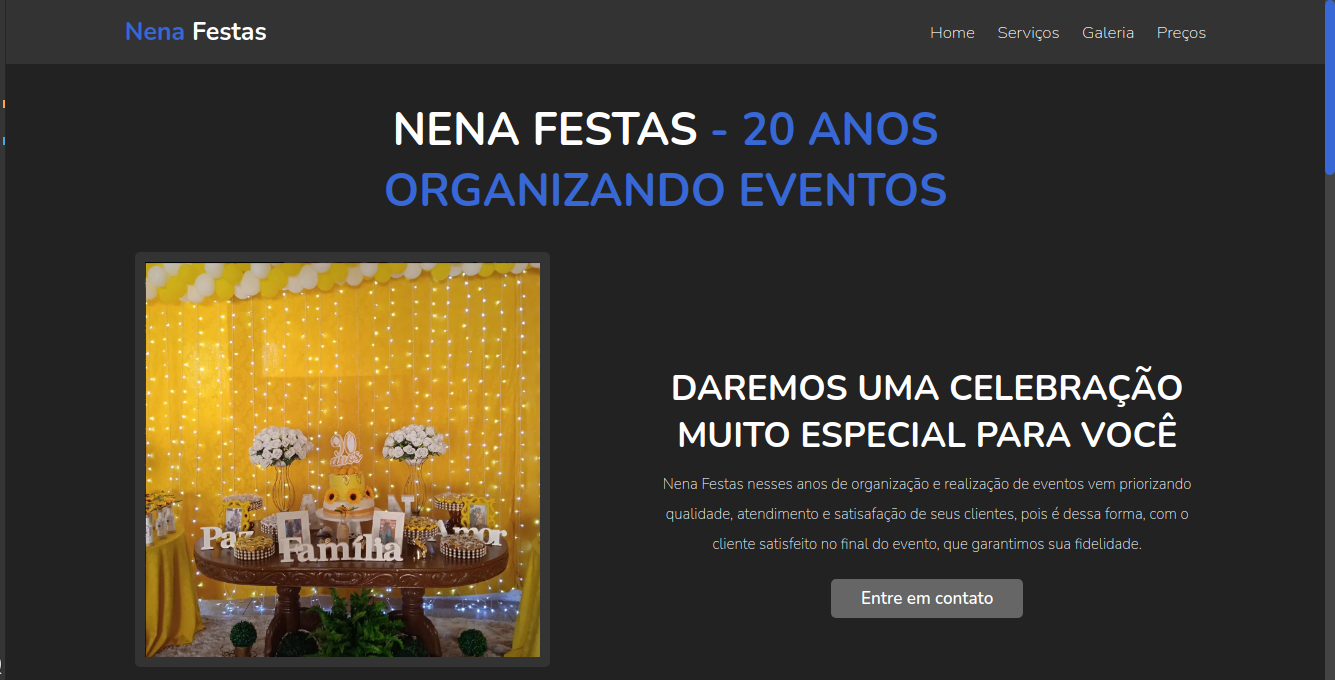 Nena Festas
Home Serviços Galeria Preços
NENA FESTAS - 20 ANOS
ORGANIZANDO EVENTOS
Paz
Família
Amor
DAREMOS UMA CELEBRAÇÃO
MUITO ESPECIAL PARA VOCÊ
Nena Festas nesses anos de organização e realização de eventos vem priorizando
qualidade, atendimento e satisafação de seus clientes, pois é dessa forma, com o
cliente satisfeito no final do evento, que garantimos sua fidelidade.
Entre em contato